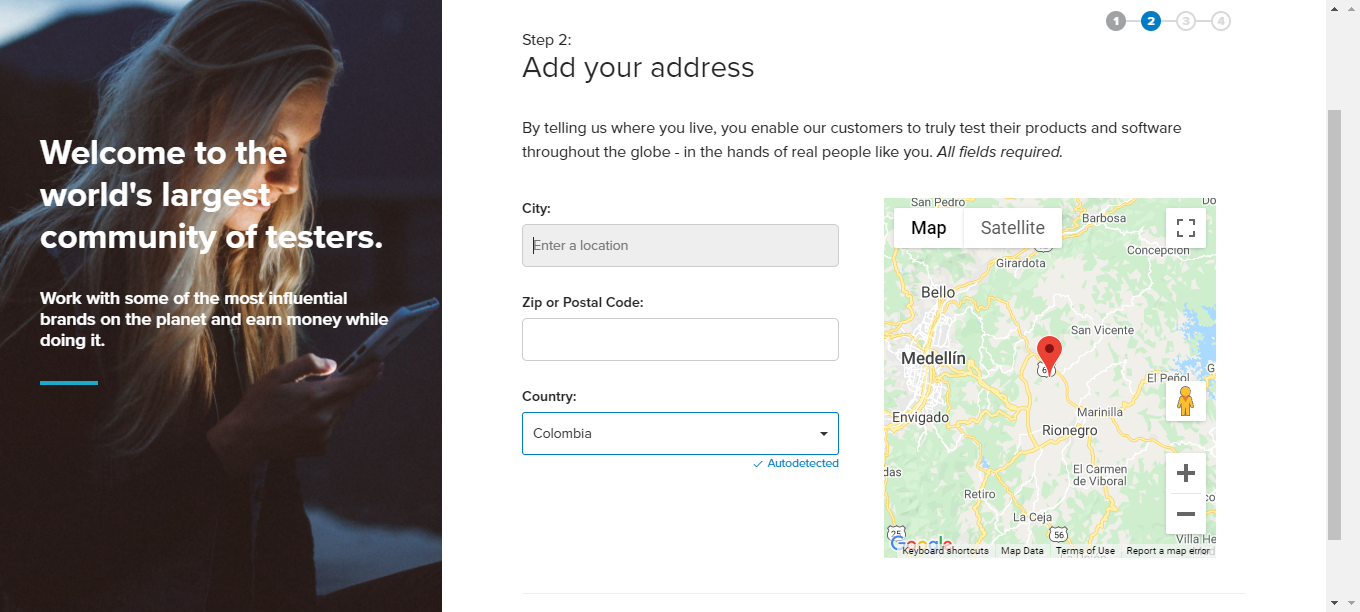 Welcome to the
world's largest
community of testers.
Work with some of the most influential
brands on the planet and earn money while
doing it.
1 2 3 4
Step 2:
Add your address
By telling us where you live, you enable our customers to truly test their products and software
throughout the globe - in the hands of real people like you. All fields required.
City:
Enter a location
Zip or Postal Code:
Country:
Colombia
Autodetected
San Pedro
Map Satellite
Barbosa
Concepción
Girardota
Bello
San Vicente
Medellín
El Peñol
Envigado
Marinilla
Rionegro
El Carmen
de Viboral
Retiro
La Ceja
25
56
Google
Keyboard shortcuts Map Data Terms of Use Report a map error